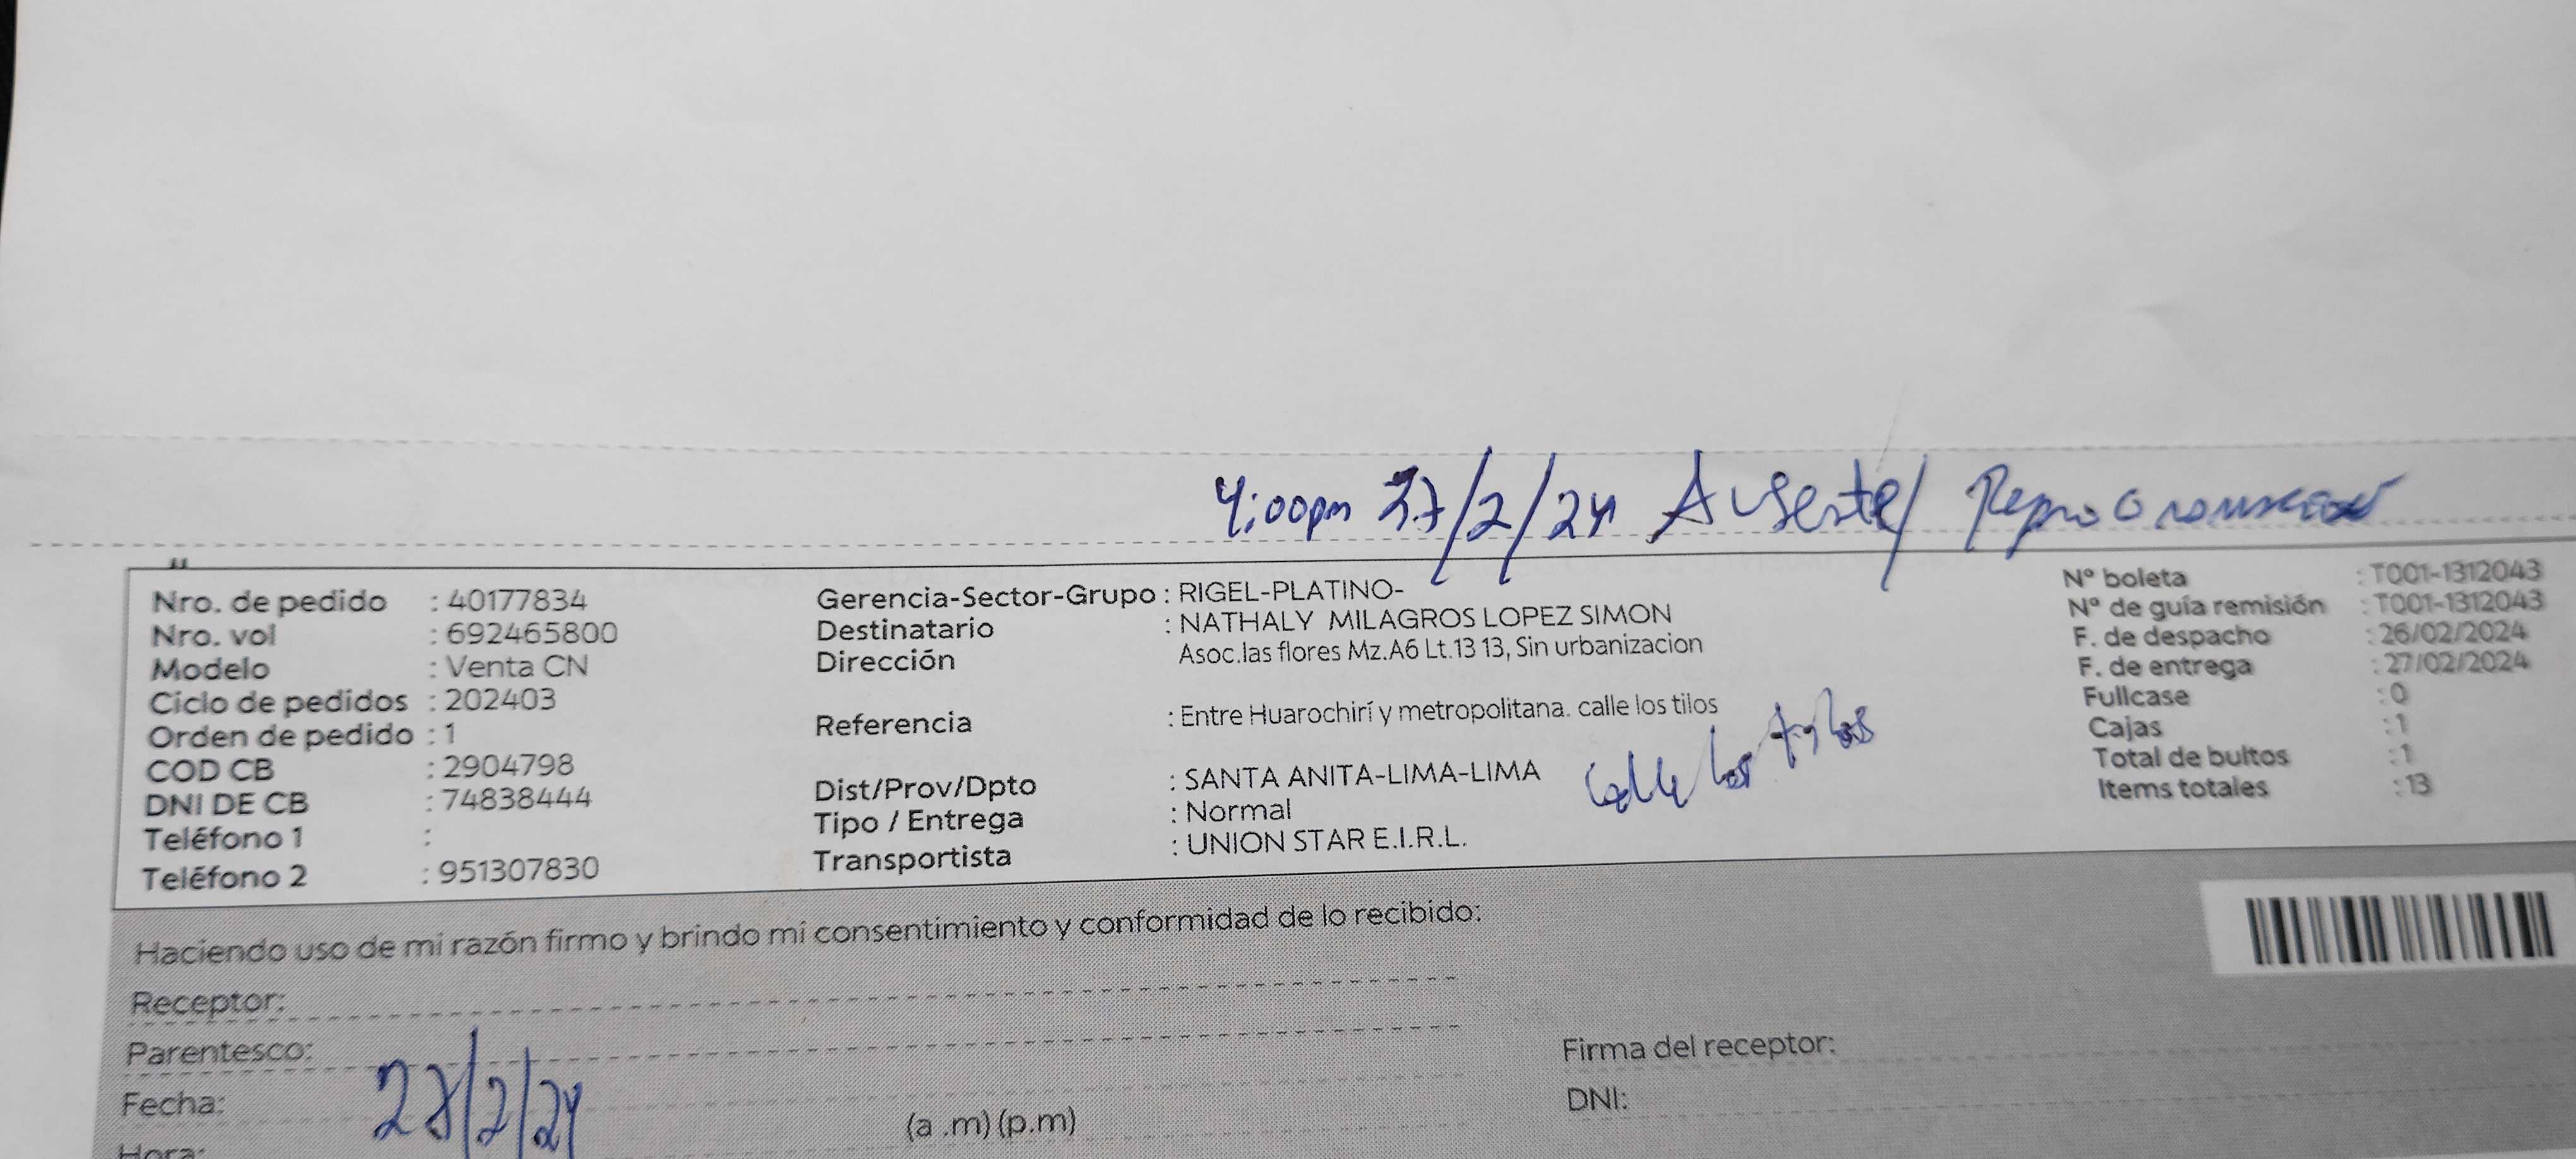 4:00pm 27/2/24 Ausente/
Nro. de pedido : 40177834
Nro. vol : 692465800
Modelo : Venta CN
Ciclo de pedidos : 202403
Orden de pedido : 1
COD CB : 2904798
DNI DE CB : 74838444
Teléfono 1 :
Teléfono 2 : 951307830
Gerencia-Sector-Grupo : RIGEL-PLATINO-
Destinatario : NATHALY MILAGROS LOPEZ SIMON
Dirección Asoc.las flores Mz.A6 Lt.13 13, Sin urbanizacion
Referencia : Entre Huarochirí y metropolitana. calle los tilos
Calle los tilos
Dist/Prov/Dpto : SANTA ANITA-LIMA-LIMA
Tipo / Entrega : Normal
Transportista : UNION STAR E.I.R.L.
N° boleta : T001-1312043
N° de guía remisión : T001-1312043
F. de despacho : 26/02/2024
F. de entrega : 27/02/2024
Fullcase : 0
Cajas : 1
Total de bultos : 1
Items totales : 13
Haciendo uso de mi razón firmo y brindo mi consentimiento y conformidad de lo recibido:
Receptor:
Parentesco:
Fecha:
Hora:
(a .m) (p.m)
Firma del receptor:
DNI: